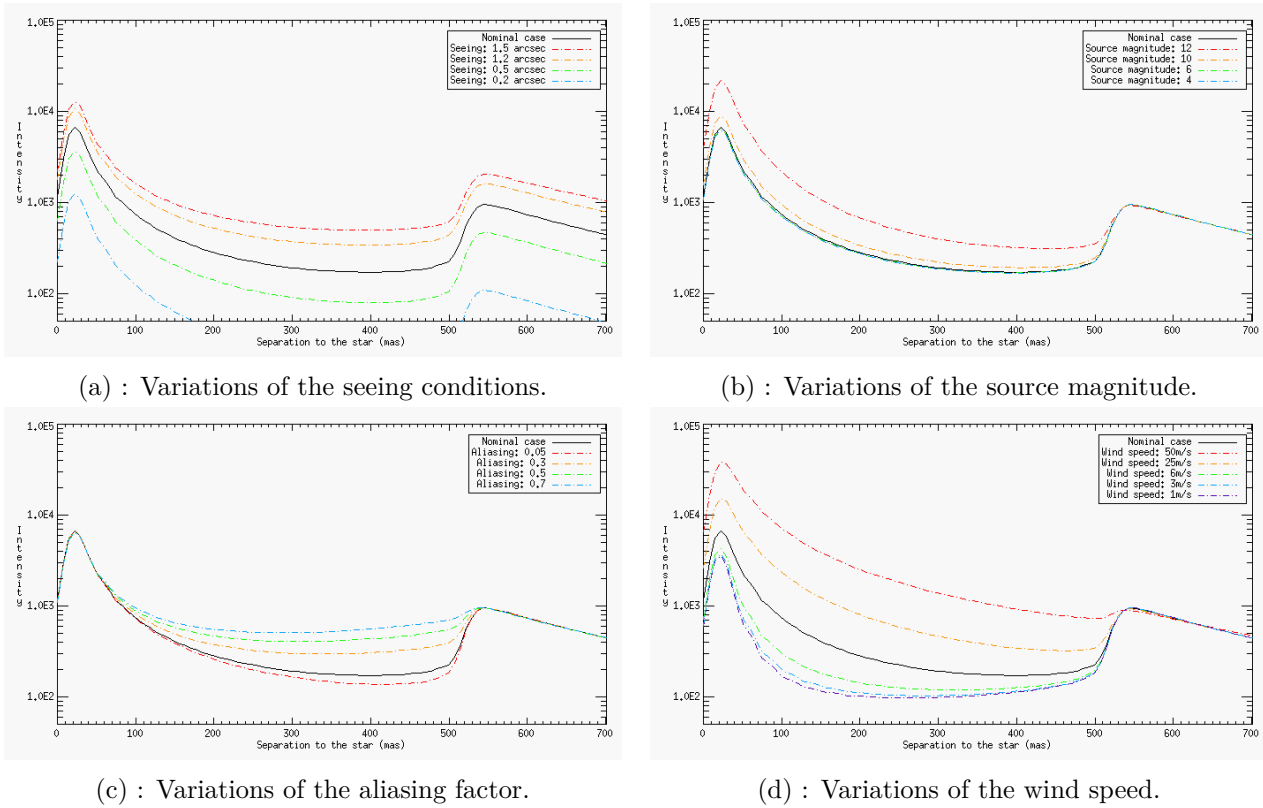 1.0E5
1.0E4
1.0E3
1.0E2
Intensity
Nominal case
Seeing: 1.5 arcsec
Seeing: 1.2 arcsec
Seeing: 0.5 arcsec
Seeing: 0.2 arcsec
0 100 200 300 400 500 600 700
Separation to the star (mas)
(a) : Variations of the seeing conditions.
1.0E5
1.0E4
1.0E3
1.0E2
Intensity
Nominal case
Source magnitude: 12
Source magnitude: 10
Source magnitude: 6
Source magnitude: 4
0 100 200 300 400 500 600 700
Separation to the star (mas)
(b) : Variations of the source magnitude.
1.0E5
1.0E4
1.0E3
1.0E2
Intensity
Nominal case
Aliasing: 0.05
Aliasing: 0.3
Aliasing: 0.5
Aliasing: 0.7
0 100 200 300 400 500 600 700
Separation to the star (mas)
(c) : Variations of the aliasing factor.
1.0E5
1.0E4
1.0E3
1.0E2
Intensity
Nominal case
Wind speed: 50m/s
Wind speed: 25m/s
Wind speed: 6m/s
Wind speed: 3m/s
Wind speed: 1m/s
0 100 200 300 400 500 600 700
Separation to the star (mas)
(d) : Variations of the wind speed.